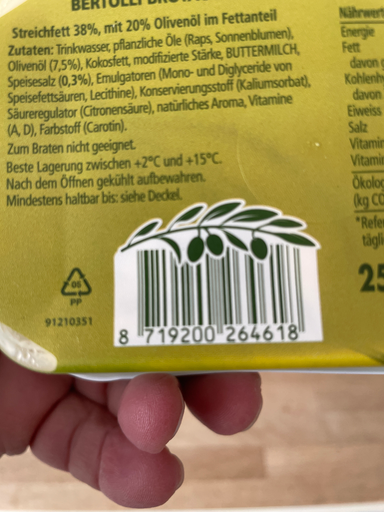 BERTOLLI
Streichfett 38%, mit 20% Olivenöl im Fettanteil
Zutaten: Trinkwasser, pflanzliche Öle (Raps, Sonnenblumen),
Olivenöl (7,5%), Kokosfett, modifizierte Stärke, BUTTERMILCH,
Speisesalz (0,3%), Emulgatoren (Mono- und Diglyceride von
Speisefettsäuren, Lecithine), Konservierungsstoff (Kaliumsorbat),
Säureregulator (Citronensäure), natürliches Aroma, Vitamine
(A, D), Farbstoff (Carotin).
Zum Braten nicht geeignet.
Beste Lagerung zwischen +2°C und +15°C.
Nach dem Öffnen gekühlt aufbewahren.
Mindestens haltbar bis: siehe Deckel.
05
PP
91210351
8 719200 264618
Nährwert
Energie
Fett
davon g
Kohlenh
davon
Eiweiss
Salz
Vitamin
Vitamin
Ökolog
(kg CO
*Refe
tägli
25